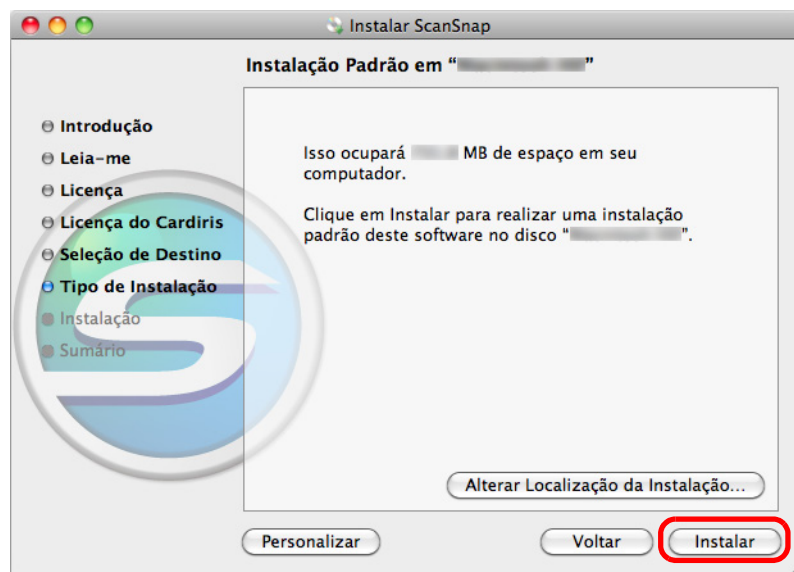 Instalar ScanSnap
Instalação Padrão em “ ”
Introdução
Leia-me
Licença
Licença do Cardiris
Seleção de Destino
Tipo de Instalação
Instalação
Sumário
Isso ocupará MB de espaço em seu
computador.
Clique em Instalar para realizar uma instalação
padrão deste software no disco “ ”.
Alterar Localização da Instalação...
Personalizar
Voltar
Instalar